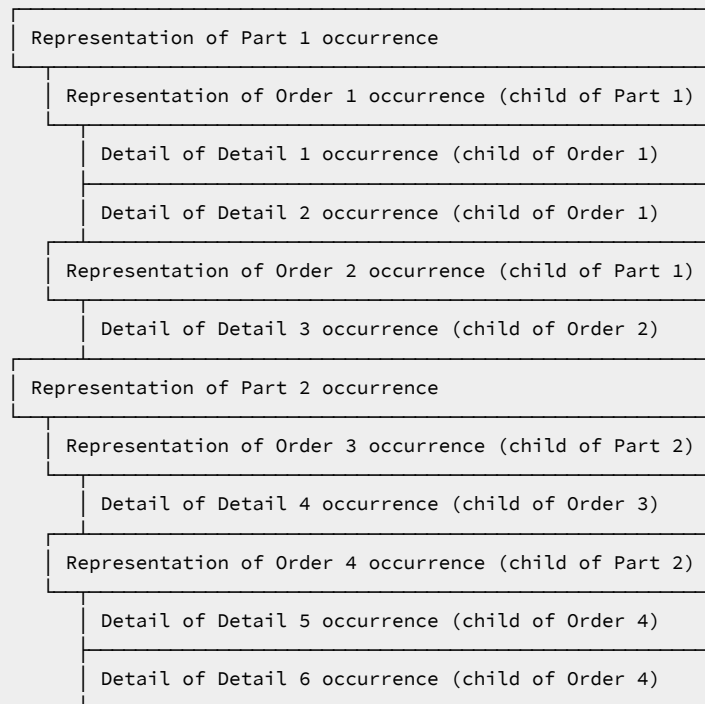 Representation of Part 1 occurrence
Representation of Order 1 occurrence (child of Part 1)
Detail of Detail 1 occurrence (child of Order 1)
Detail of Detail 2 occurrence (child of Order 1)
Representation of Order 2 occurrence (child of Part 1)
Detail of Detail 3 occurrence (child of Order 2)
Representation of Part 2 occurrence
Representation of Order 3 occurrence (child of Part 2)
Detail of Detail 4 occurrence (child of Order 3)
Representation of Order 4 occurrence (child of Part 2)
Detail of Detail 5 occurrence (child of Order 4)
Detail of Detail 6 occurrence (child of Order 4)